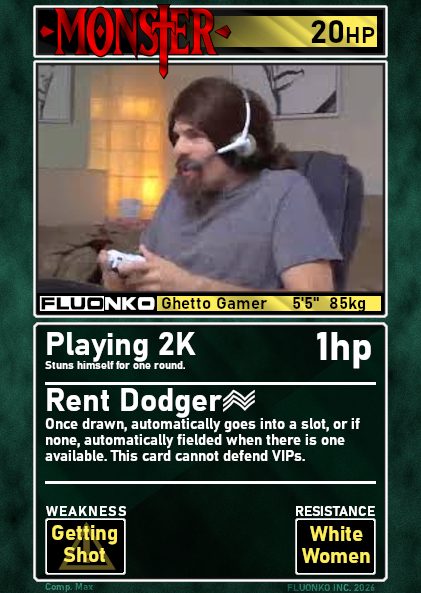 MONSTER
20HP
FLUONKO Ghetto Gamer 5'5" 85kg
Playing 2K 1hp
Stuns himself for one round.
Rent Dodger
Once drawn, automatically goes into a slot, or if
none, automatically fielded when there is one
available. This card cannot defend VIPs.
WEAKNESS RESISTANCE
Getting
Shot
White
Women
Comp. Max FLUONKO INC. 2026